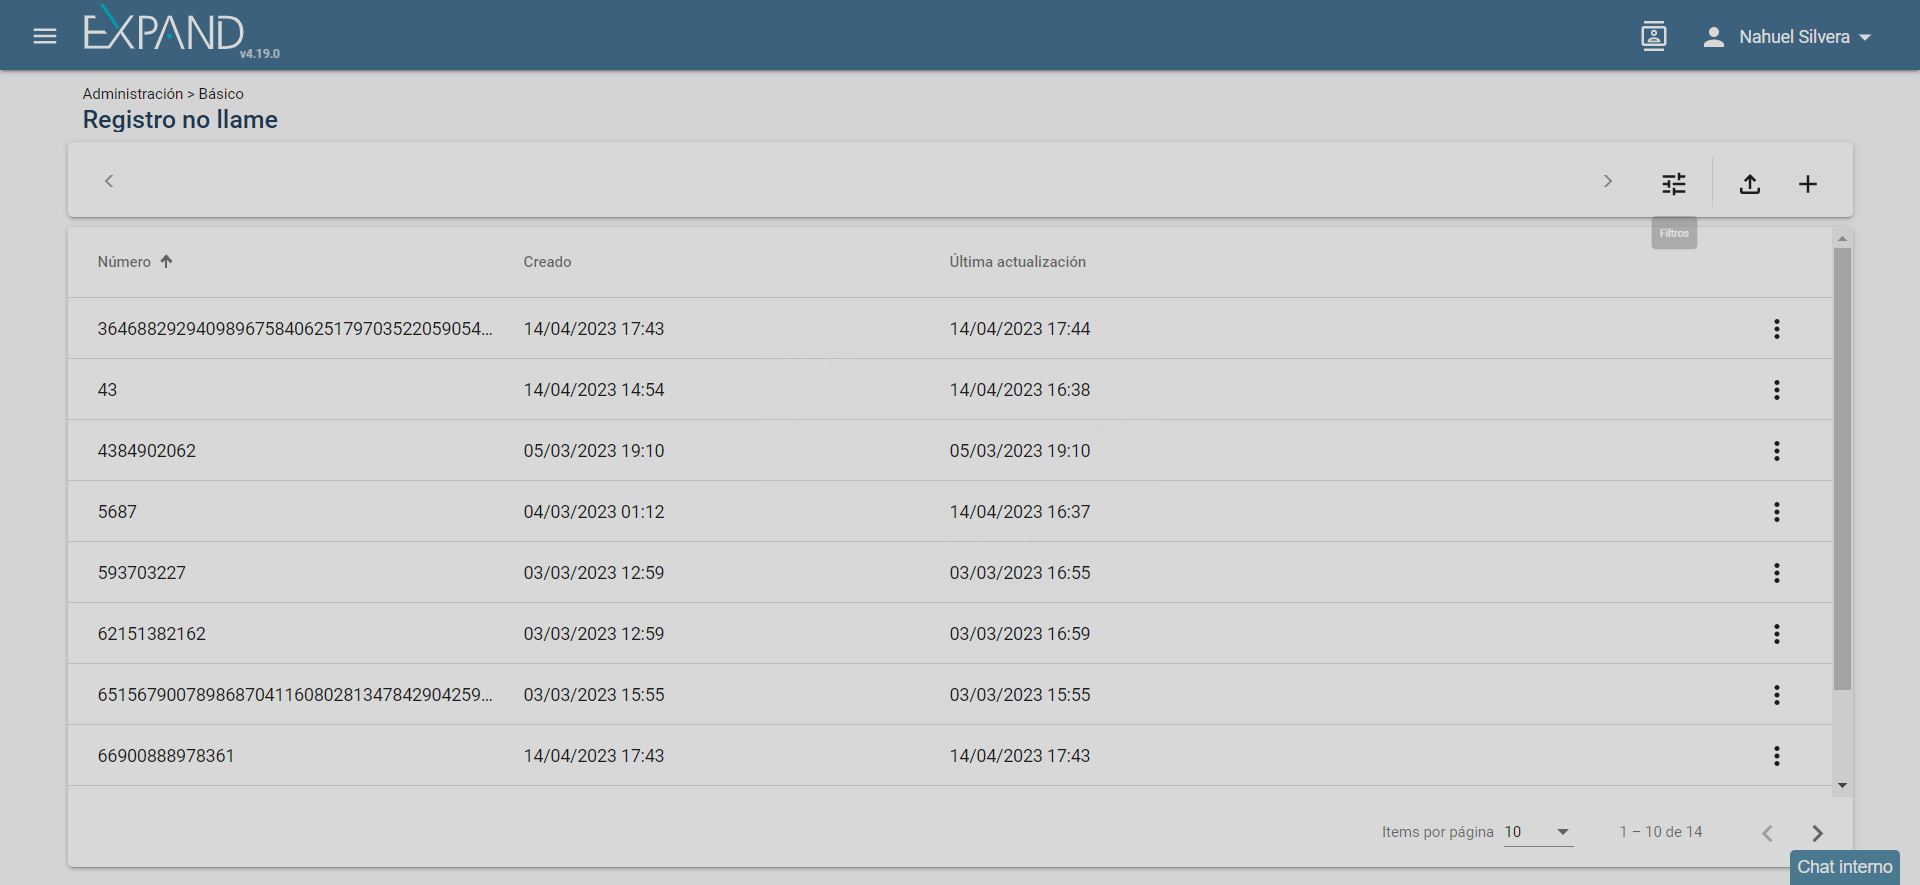 EXPAND
v4.19.0
Nahuel Silvera
Administración > Básico
Registro no llame
Filtros
Número Creado Última actualización
364688292940989675840625179703522059054... 14/04/2023 17:43 14/04/2023 17:44
43 14/04/2023 14:54 14/04/2023 16:38
4384902062 05/03/2023 19:10 05/03/2023 19:10
5687 04/03/2023 01:12 14/04/2023 16:37
593703227 03/03/2023 12:59 03/03/2023 16:55
62151382162 03/03/2023 12:59 03/03/2023 16:59
651567900789868704116080281347842904259... 03/03/2023 15:55 03/03/2023 15:55
66900888978361 14/04/2023 17:43 14/04/2023 17:43
Items por página 10 1 – 10 de 14
Chat interno